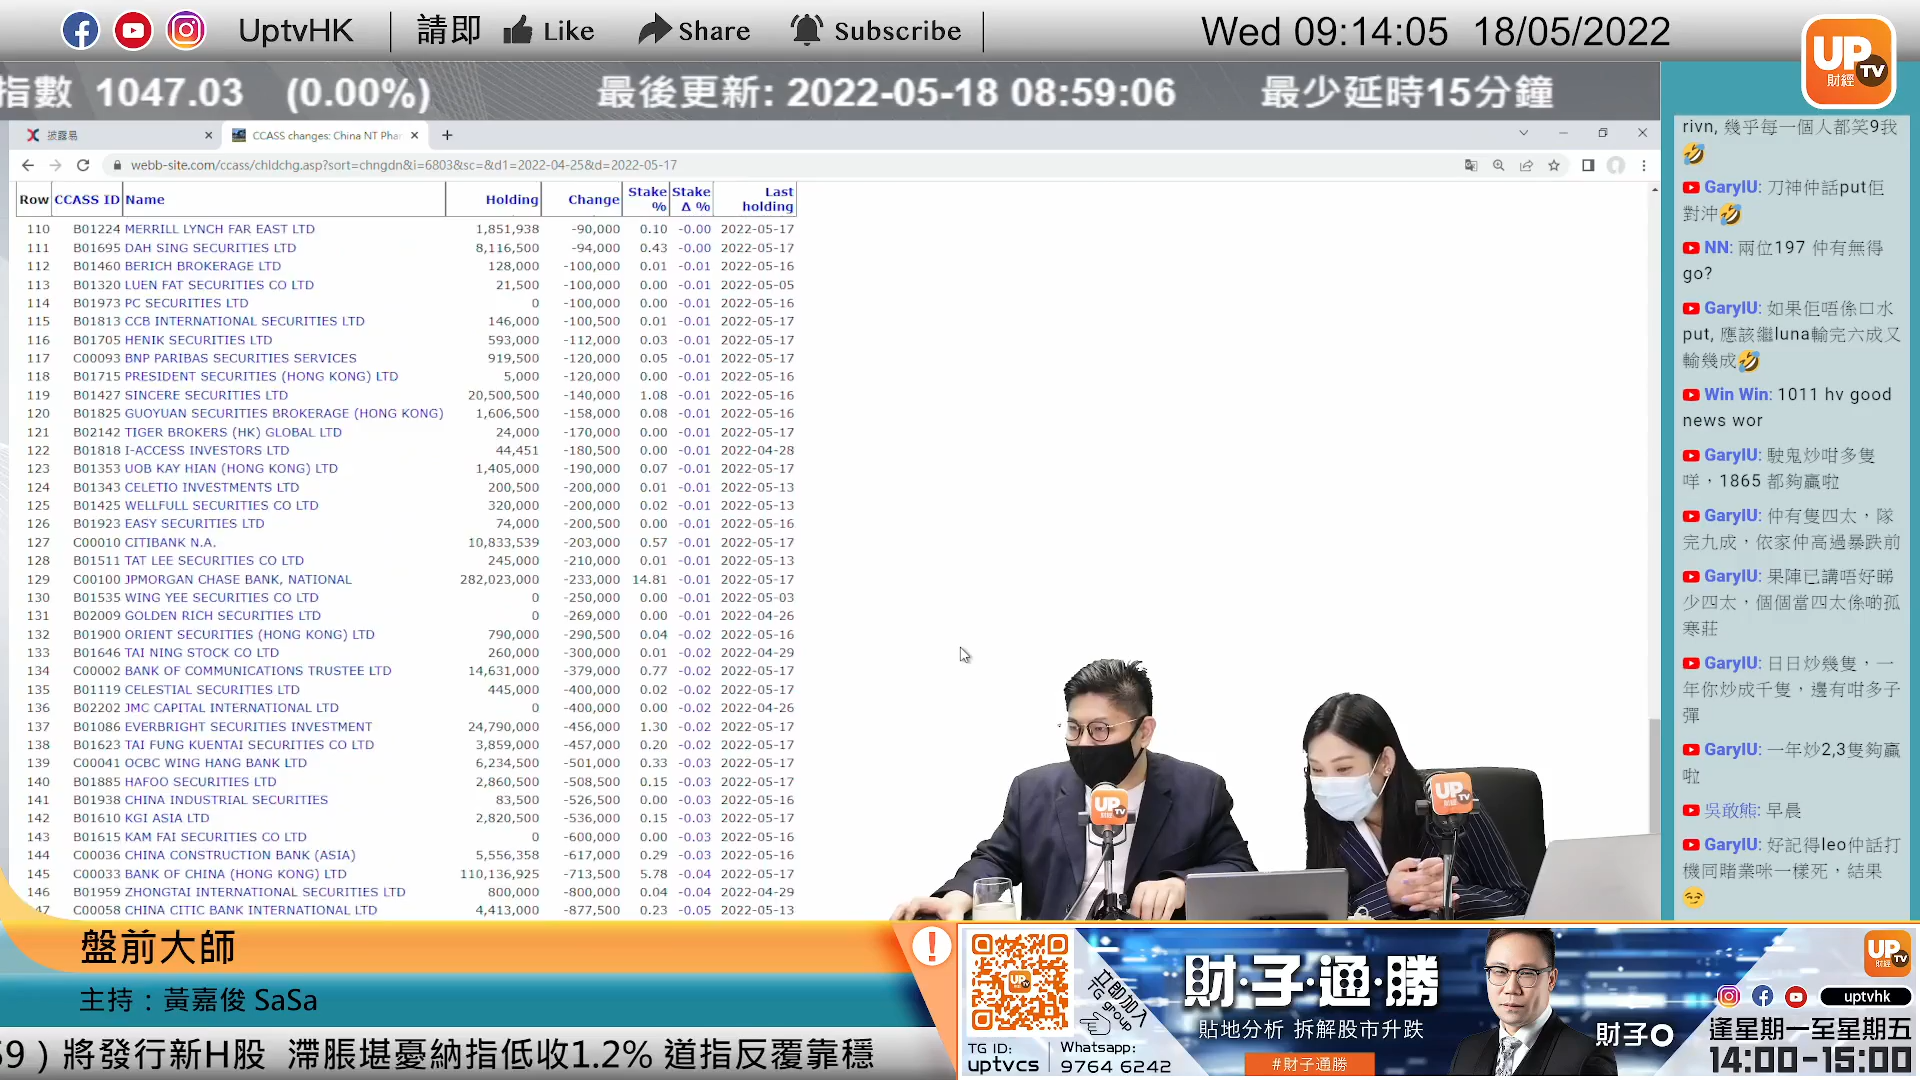 UptvHK 請即 Like Share Subscribe Wed 09:14:05 18/05/2022
UP TV 財經
指數 1047.03 (0.00%) 最後更新: 2022-05-18 08:59:06 最少延時15分鐘
披露易 CCASS changes: China NT Phar
webb-site.com/ccass/chldchg.asp?sort=chngdn&i=6803&sc=&d1=2022-04-25&d=2022-05-17
Row CCASS ID Name Holding Change Stake % Stake Δ % Last holding
110 B01224 MERRILL LYNCH FAR EAST LTD 1,851,938 -90,000 0.10 -0.00 2022-05-17
111 B01695 DAH SING SECURITIES LTD 8,116,500 -94,000 0.43 -0.00 2022-05-17
112 B01460 BERICH BROKERAGE LTD 128,000 -100,000 0.01 -0.01 2022-05-16
113 B01320 LUEN FAT SECURITIES CO LTD 21,500 -100,000 0.00 -0.01 2022-05-05
114 B01973 PC SECURITIES LTD 0 -100,000 0.00 -0.01 2022-05-16
115 B01813 CCB INTERNATIONAL SECURITIES LTD 146,000 -100,500 0.01 -0.01 2022-05-17
116 B01705 HENIK SECURITIES LTD 593,000 -112,000 0.03 -0.01 2022-05-17
117 C00093 BNP PARIBAS SECURITIES SERVICES 919,500 -120,000 0.05 -0.01 2022-05-17
118 B01715 PRESIDENT SECURITIES (HONG KONG) LTD 5,000 -120,000 0.00 -0.01 2022-05-16
119 B01427 SINCERE SECURITIES LTD 20,500,500 -140,000 1.08 -0.01 2022-05-16
120 B01825 GUOYUAN SECURITIES BROKERAGE (HONG KONG) 1,606,500 -158,000 0.08 -0.01 2022-05-16
121 B02142 TIGER BROKERS (HK) GLOBAL LTD 24,000 -170,000 0.00 -0.01 2022-05-17
122 B01818 I-ACCESS INVESTORS LTD 44,451 -180,500 0.00 -0.01 2022-04-28
123 B01353 UOB KAY HIAN (HONG KONG) LTD 1,405,000 -190,000 0.07 -0.01 2022-05-17
124 B01343 CELETIO INVESTMENTS LTD 200,500 -200,000 0.01 -0.01 2022-05-13
125 B01425 WELLFULL SECURITIES CO LTD 320,000 -200,000 0.02 -0.01 2022-05-13
126 B01923 EASY SECURITIES LTD 74,000 -200,500 0.00 -0.01 2022-05-16
127 C00010 CITIBANK N.A. 10,833,539 -203,000 0.57 -0.01 2022-05-17
128 B01511 TAT LEE SECURITIES CO LTD 245,000 -210,000 0.01 -0.01 2022-05-13
129 C00100 JPMORGAN CHASE BANK, NATIONAL 282,023,000 -233,000 14.81 -0.01 2022-05-17
130 B01535 WING YEE SECURITIES CO LTD 0 -250,000 0.00 -0.01 2022-05-03
131 B02009 GOLDEN RICH SECURITIES LTD 0 -269,000 0.00 -0.01 2022-04-26
132 B01900 ORIENT SECURITIES (HONG KONG) LTD 790,000 -290,500 0.04 -0.02 2022-05-16
133 B01646 TAI NING STOCK CO LTD 260,000 -300,000 0.01 -0.02 2022-04-29
134 C00002 BANK OF COMMUNICATIONS TRUSTEE LTD 14,631,000 -379,000 0.77 -0.02 2022-05-17
135 B01119 CELESTIAL SECURITIES LTD 445,000 -400,000 0.02 -0.02 2022-05-17
136 B02202 JMC CAPITAL INTERNATIONAL LTD 0 -400,000 0.00 -0.02 2022-04-26
137 B01086 EVERBRIGHT SECURITIES INVESTMENT 24,790,000 -456,000 1.30 -0.02 2022-05-17
138 B01623 TAI FUNG KUENTAI SECURITIES CO LTD 3,859,000 -457,000 0.20 -0.02 2022-05-17
139 C00041 OCBC WING HANG BANK LTD 6,234,500 -501,000 0.33 -0.03 2022-05-17
140 B01885 HAFOO SECURITIES LTD 2,860,500 -508,500 0.15 -0.03 2022-05-17
141 B01938 CHINA INDUSTRIAL SECURITIES 83,500 -526,500 0.00 -0.03 2022-05-16
142 B01610 KGI ASIA LTD 2,820,500 -536,000 0.15 -0.03 2022-05-17
143 B01615 KAM FAI SECURITIES CO LTD 0 -600,000 0.00 -0.03 2022-05-16
144 C00036 CHINA CONSTRUCTION BANK (ASIA) 5,556,358 -617,000 0.29 -0.03 2022-05-16
145 C00033 BANK OF CHINA (HONG KONG) LTD 110,136,925 -713,500 5.78 -0.04 2022-05-17
146 B01959 ZHONGTAI INTERNATIONAL SECURITIES LTD 800,000 -800,000 0.04 -0.04 2022-04-29
47 C00058 CHINA CITIC BANK INTERNATIONAL LTD 4,413,000 -877,500 0.23 -0.05 2022-05-13
rivn, 幾乎每一個人都笑9我
🤣
GaryIU: 刀神仲話put佢
對沖🤣
NN: 兩位197 仲有無得
go?
GaryIU: 如果佢唔係口水
put, 應該繼luna輸完六成又
輸幾成🤣
Win Win: 1011 hv good
news wor
GaryIU: 駛鬼炒咁多隻
咩，1865 都夠贏啦
GaryIU: 仲有隻四太，隊
完九成，依家仲高過暴跌前
GaryIU: 果陣已講唔好睇
少四太，個個當四太係啲孤
寒莊
GaryIU: 日日炒幾隻，一
年你炒成千隻，邊有咁多子
彈
GaryIU: 一年炒2,3隻夠贏
啦
吳敢熊: 早晨
GaryIU: 好記得leo仲話打
機同賭業咪一樣死，結果
😏
UP TV
UP TV
盤前大師
主持：黃嘉俊 SaSa
59）將發行新H股 滯脹堪憂納指低收1.2% 道指反覆靠穩
!
立即加入
TG group
TG ID:
uptvcs
Whatsapp:
9764 6242
財·子·通·勝
貼地分析 拆解股市升跌
#財子通勝
財子O
UP TV 財經
uptvhk
逢星期一至星期五
14:00-15:00